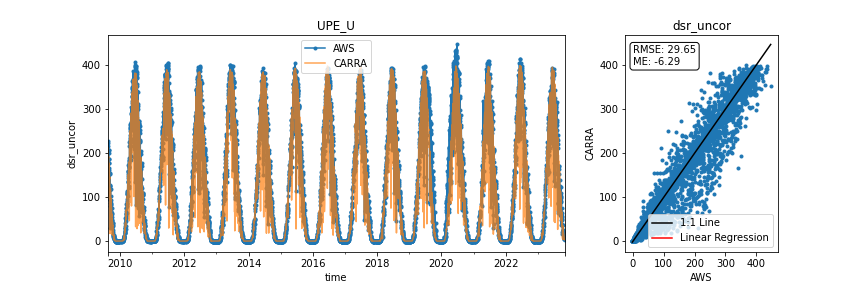 UPE_U
dsr_uncor
AWS
CARRA
400
300
200
100
0
dsr_uncor
2010
2012
2014
2016
2018
2020
2022
time
dsr_uncor
RMSE: 29.65
ME: -6.29
400
300
200
100
0
CARRA
1:1 Line
Linear Regression
0
100
200
300
400
AWS